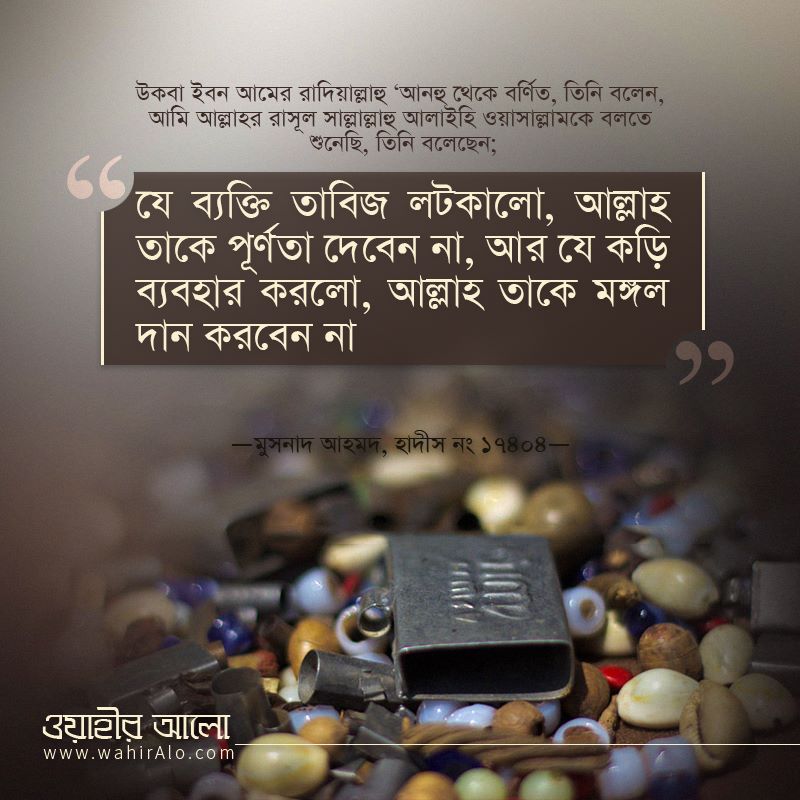 উকবা ইবন আমের রাদিয়াল্লাহু ‘আনহু থেকে বর্ণিত, তিনি বলেন,
আমি আল্লাহর রাসূল সাল্লাল্লাহু আলাইহি ওয়াসাল্লামকে বলতে
শুনেছি, তিনি বলেছেন;
“
যে ব্যক্তি তাবিজ লটকালো, আল্লাহ
তাকে পূর্ণতা দেবেন না, আর যে কড়ি
ব্যবহার করলো, আল্লাহ তাকে মঙ্গল
দান করবেন না
”
—মুসনাদ আহমদ, হাদীস নং ১৭৪০৪—
ওয়াহীর আলো
www.wahirAlo.com